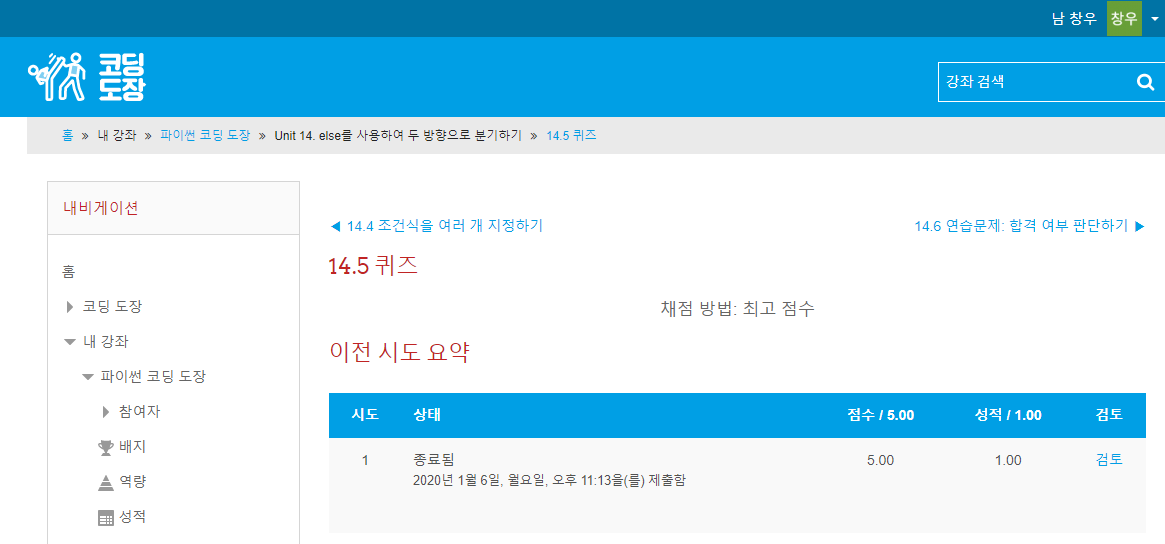 남 창우 창우
코딩
도장
강좌 검색
홈 » 내 강좌 » 파이썬 코딩 도장 » Unit 14. else를 사용하여 두 방향으로 분기하기 » 14.5 퀴즈
내비게이션
홈
코딩 도장
내 강좌
파이썬 코딩 도장
참여자
배지
역량
성적
◀ 14.4 조건식을 여러 개 지정하기
14.6 연습문제: 합격 여부 판단하기 ▶
14.5 퀴즈
채점 방법: 최고 점수
이전 시도 요약
시도 상태 점수 / 5.00 성적 / 1.00 검토
1 종료됨 5.00 1.00 검토
2020년 1월 6일, 월요일, 오후 11:13을(를) 제출함